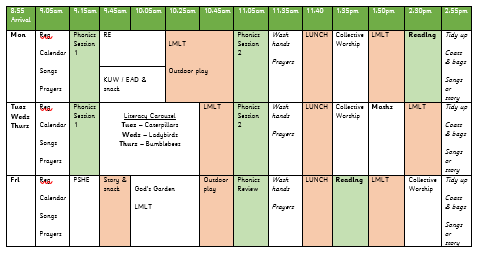 8:55 9:05am 9:15am 9:45am 10:05am 10:25am 10:45am 11:05am 11:35am 11:40 1:35pm 1:50pm 2:30pm 2:55pm
Arrival
Mon Reg Phonics RE LMLT Phonics Wash LUNCH Collective LMLT Reading Tidy up
Calendar Session Session hands Worship Coats
1 2 & bags
Songs Prayers
KUW / EAD & Outdoor play Songs
Prayers snack or
story
Tues Reg Phonics Literacy Carousel LMLT Phonics Wash LUNCH Collective Maths LMLT Tidy up
Weds Calendar Session Tues – Caterpillars Session hands Worship Coats
Thurs 1 Weds – Ladybirds 2 & bags
Songs Thurs – Bumblebees Prayers
Songs
Prayers or
story
Fri Reg PSHE Story & God's Garden Outdoor Phonics Wash LUNCH Reading LMLT Collective Tidy up
Calendar snack play Review hands Worship Coats
& bags
Songs LMLT Prayers
Songs
Prayers or
story